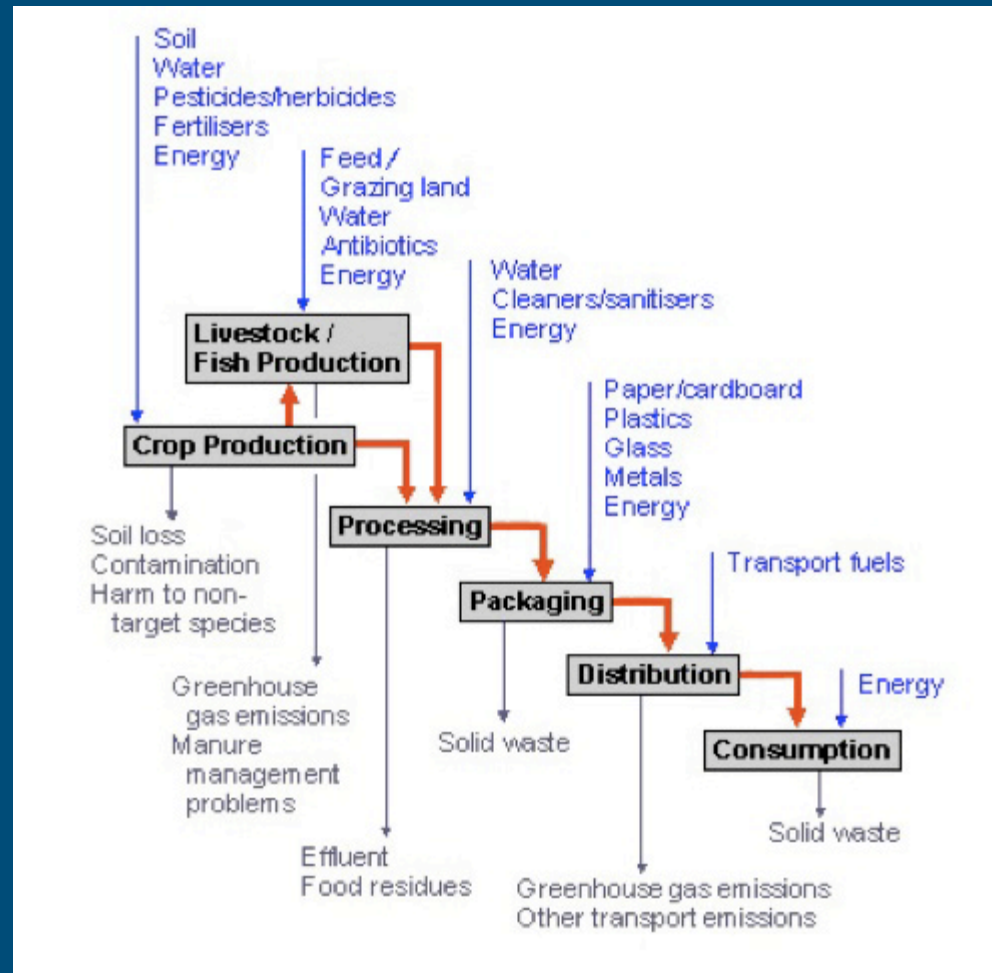 Soil
Water
Pesticides/herbicides
Fertilisers
Energy
Feed /
Grazing land
Water
Antibiotics
Energy
Water
Cleaners/sanitisers
Energy
Livestock /
Fish Production
Paper/cardboard
Plastics
Glass
Metals
Energy
Crop Production
Processing
Soil loss
Contamination
Harm to non-
target species
Transport fuels
Packaging
Distribution
Energy
Greenhouse
gas emissions
Manure
management
problems
Solid waste
Consumption
Solid waste
Effluent
Food residues
Greenhouse gas emissions
Other transport emissions